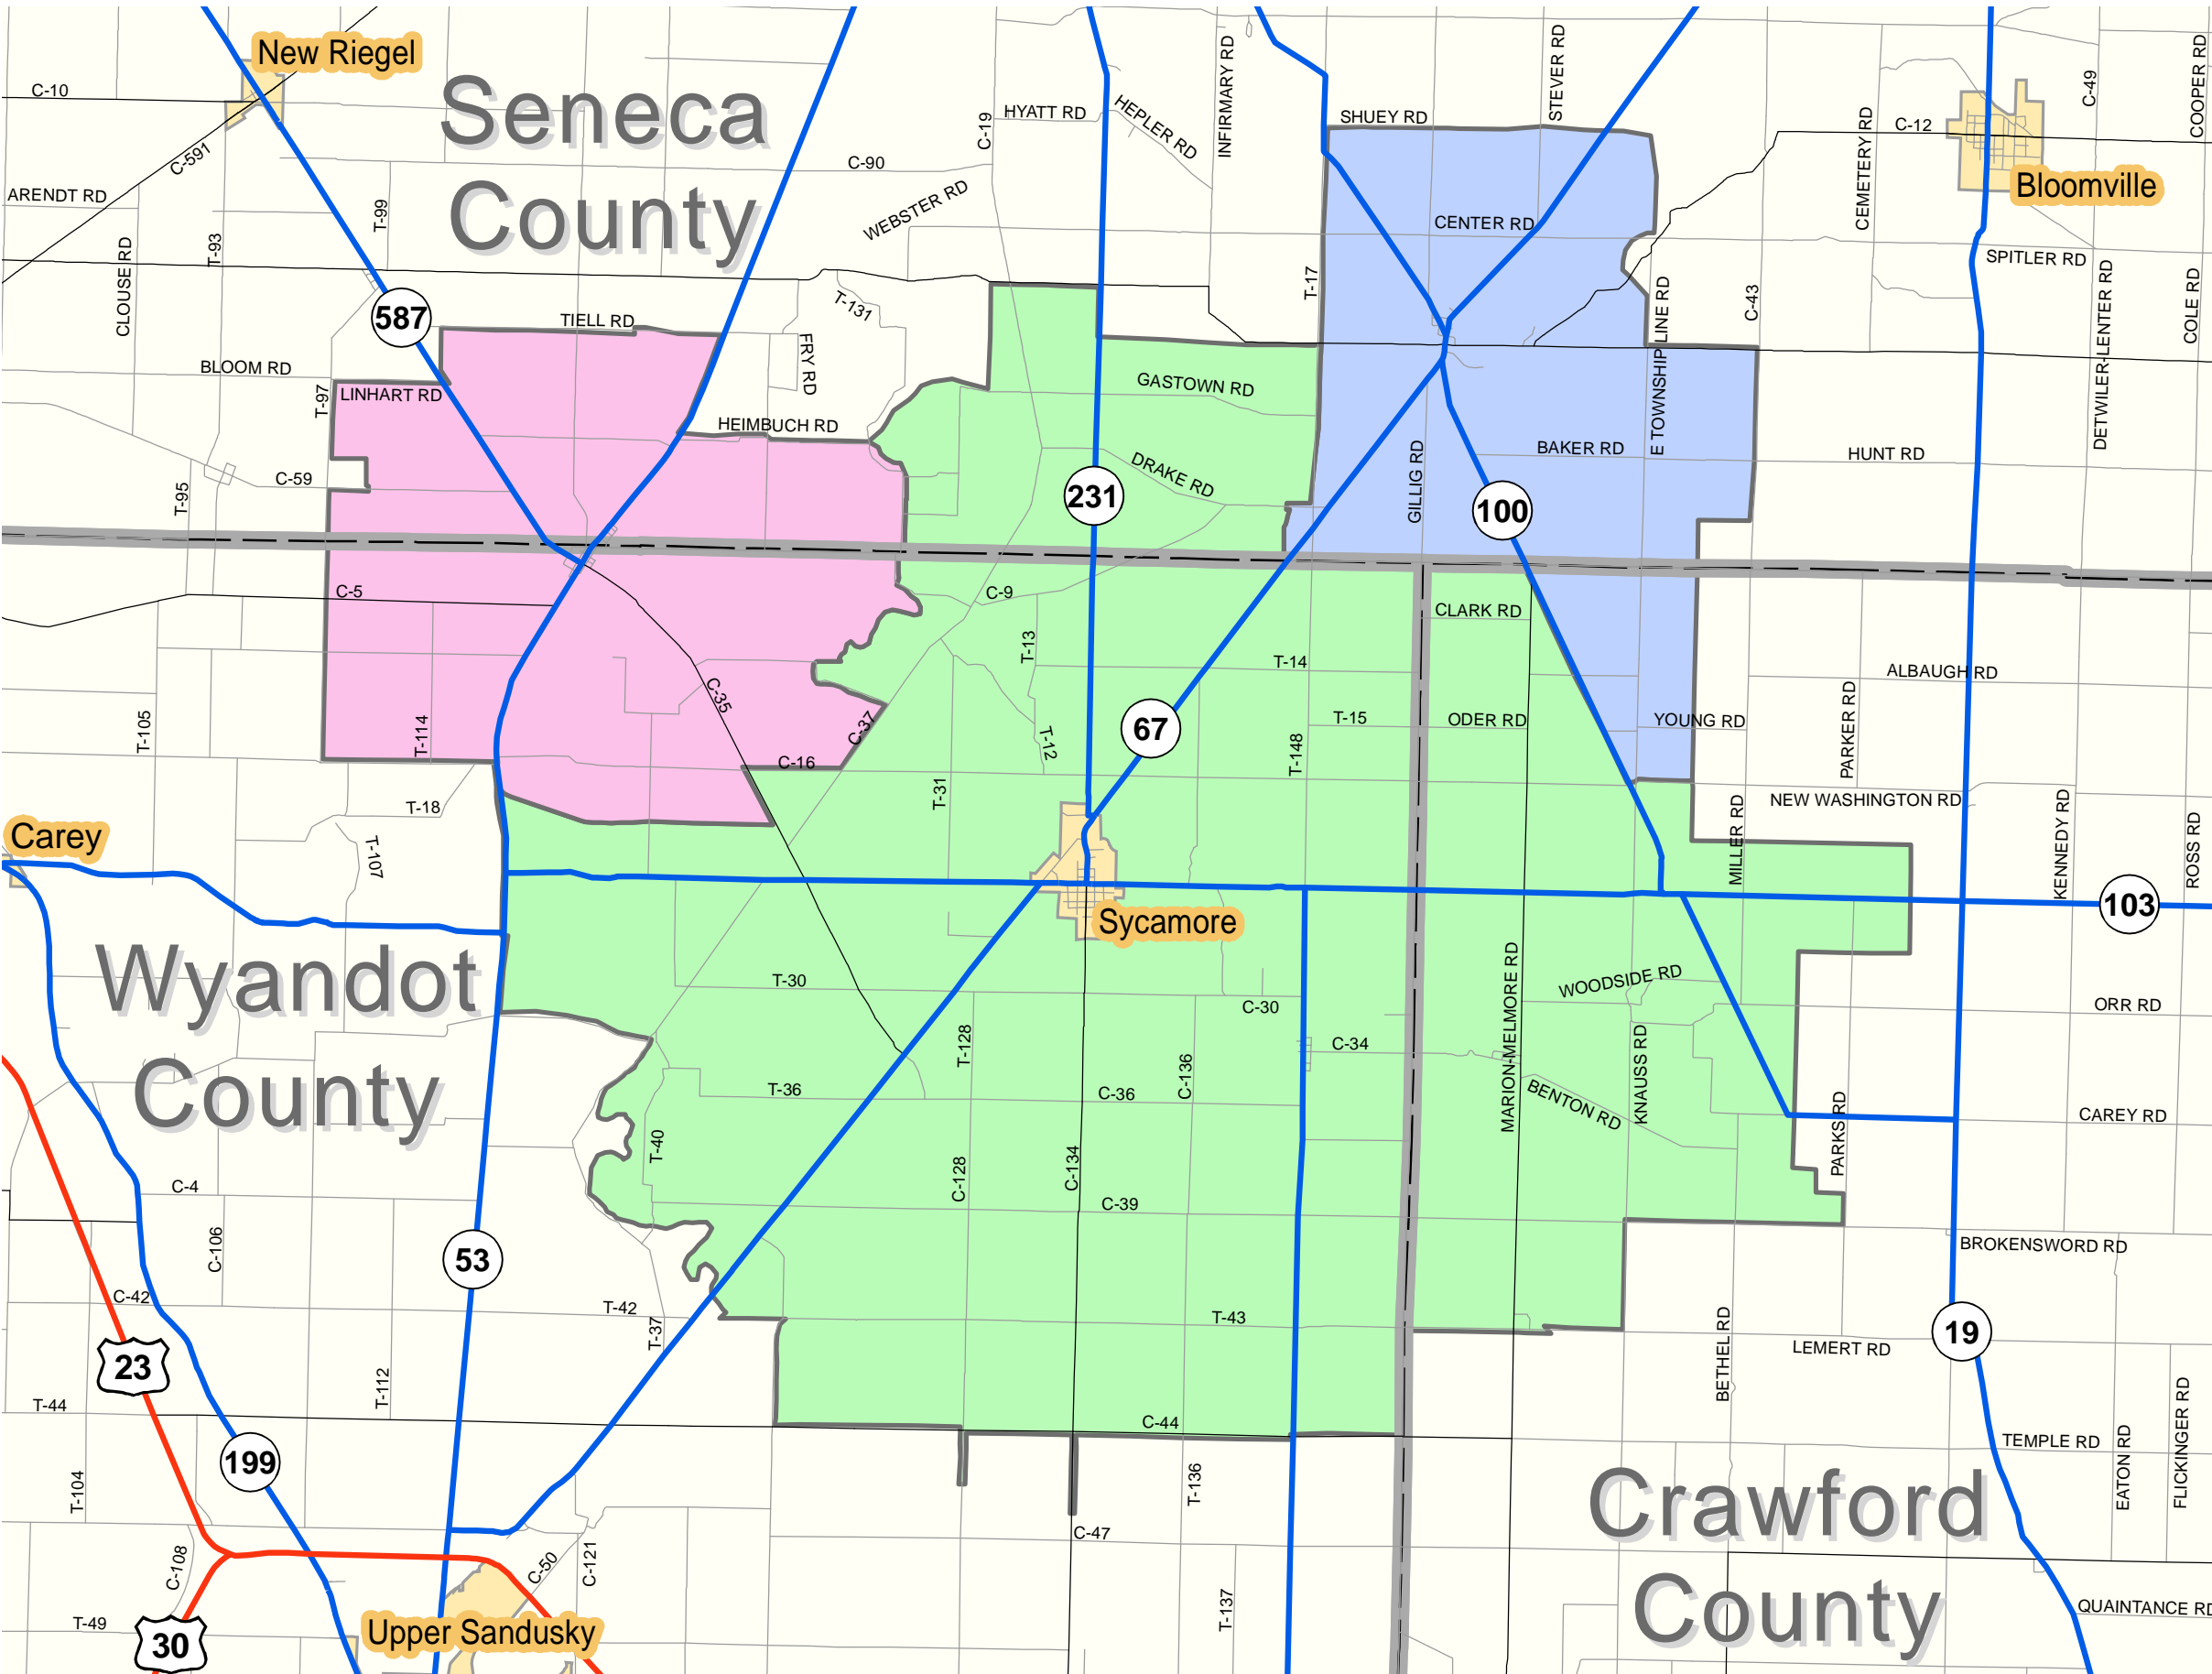 New Riegel
Seneca
County
C-10
C-591
ARENDT RD
CLOUSE RD
T-93
T-99
C-90
C-19
HYATT RD
HEPLER RD
INFIRMARY RD
WEBSTER RD
SHUEY RD
STEVER RD
CEMETERY RD
C-12
C-49
COOPER RD
Bloomville
CENTER RD
SPITLER RD
T-17
587
TIELL RD
T-131
FRY RD
E TOWNSHIP LINE RD
C-43
DETWILER-LENTER RD
COLE RD
BLOOM RD
T-97
LINHART RD
HEIMBUCH RD
GASTOWN RD
DRAKE RD
GILLIG RD
BAKER RD
HUNT RD
T-95
C-59
231
100
C-5
C-9
T-13
CLARK RD
T-14
ALBAUGH RD
T-105
T-114
C-35
C-37
C-16
T-12
67
T-148
T-15
ODER RD
YOUNG RD
PARKER RD
T-31
T-18
T-107
Carey
NEW WASHINGTON RD
MILLER RD
KENNEDY RD
ROSS RD
103
Sycamore
Wyandot
County
T-30
C-30
MARION-MELMORE RD
WOODSIDE RD
ORR RD
T-128
C-136
C-34
KNAUSS RD
T-36
C-36
BENTON RD
PARKS RD
CAREY RD
T-40
C-128
C-134
C-4
C-39
C-106
53
BROKENSWORD RD
C-42
T-42
T-37
T-43
23
BETHEL RD
LEMERT RD
19
T-112
T-44
C-44
TEMPLE RD
EATON RD
FLICKINGER RD
199
T-104
T-136
Crawford
County
C-47
C-108
C-50
C-121
T-137
T-49
30
Upper Sandusky
QUAINTANCE RD